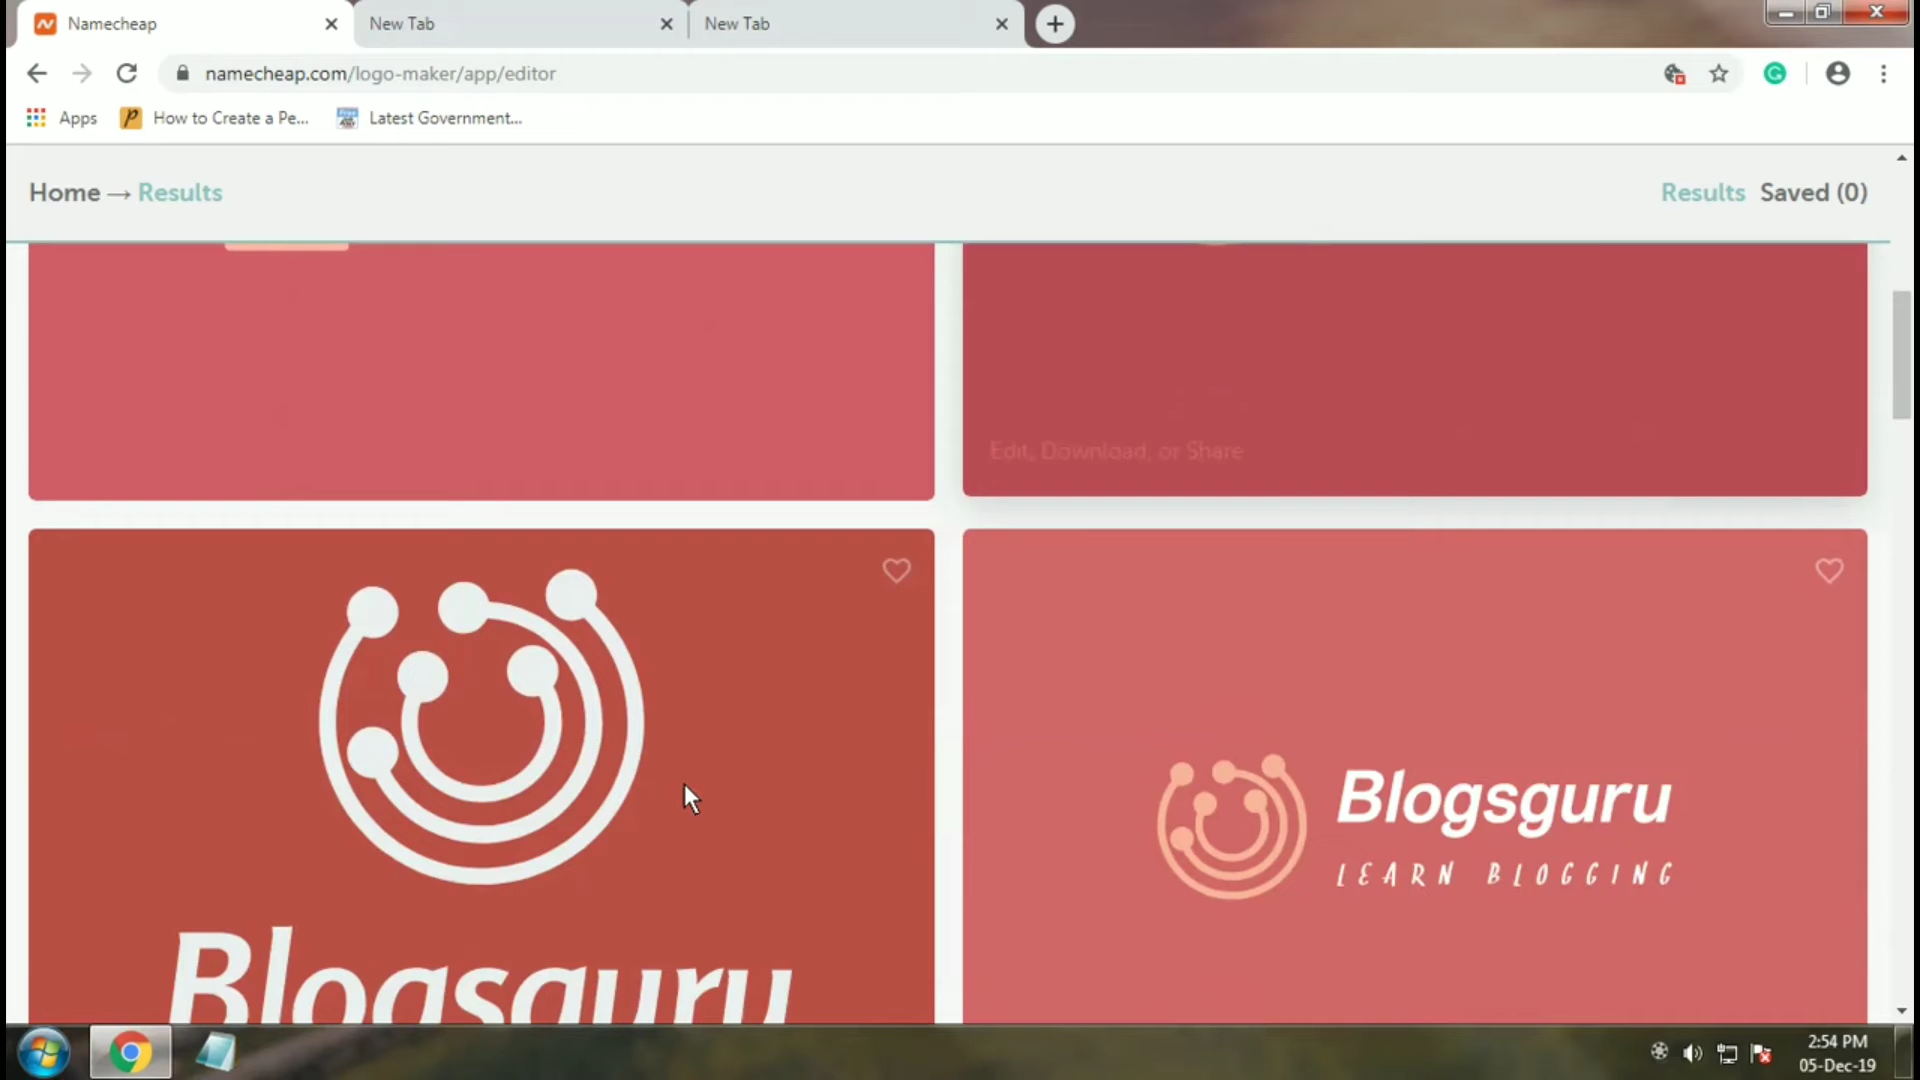 Namecheap
New Tab
New Tab
namecheap.com/logo-maker/app/editor
Apps
How to Create a Pe...
Latest Government...
Home → Results
Results Saved (0)
Edit, Download, or Share
Blogsguru
Blogsguru
LEARN BLOGGING
2:54 PM
05-Dec-19